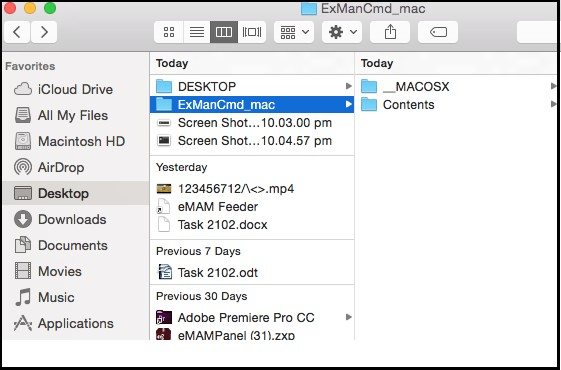 ExManCmd_mac
Favorites
iCloud Drive
All My Files
Macintosh HD
AirDrop
Desktop
Downloads
Documents
Movies
Music
Applications
Today
DESKTOP
ExManCmd_mac
Screen Shot...10.03.00 pm
Screen Shot...10.04.57 pm
Yesterday
123456712/\<>.mp4
eMAM Feeder
Task 2102.docx
Previous 7 Days
Task 2102.odt
Previous 30 Days
Adobe Premiere Pro CC
eMAMPanel (31).zxp
Today
__MACOSX
Contents